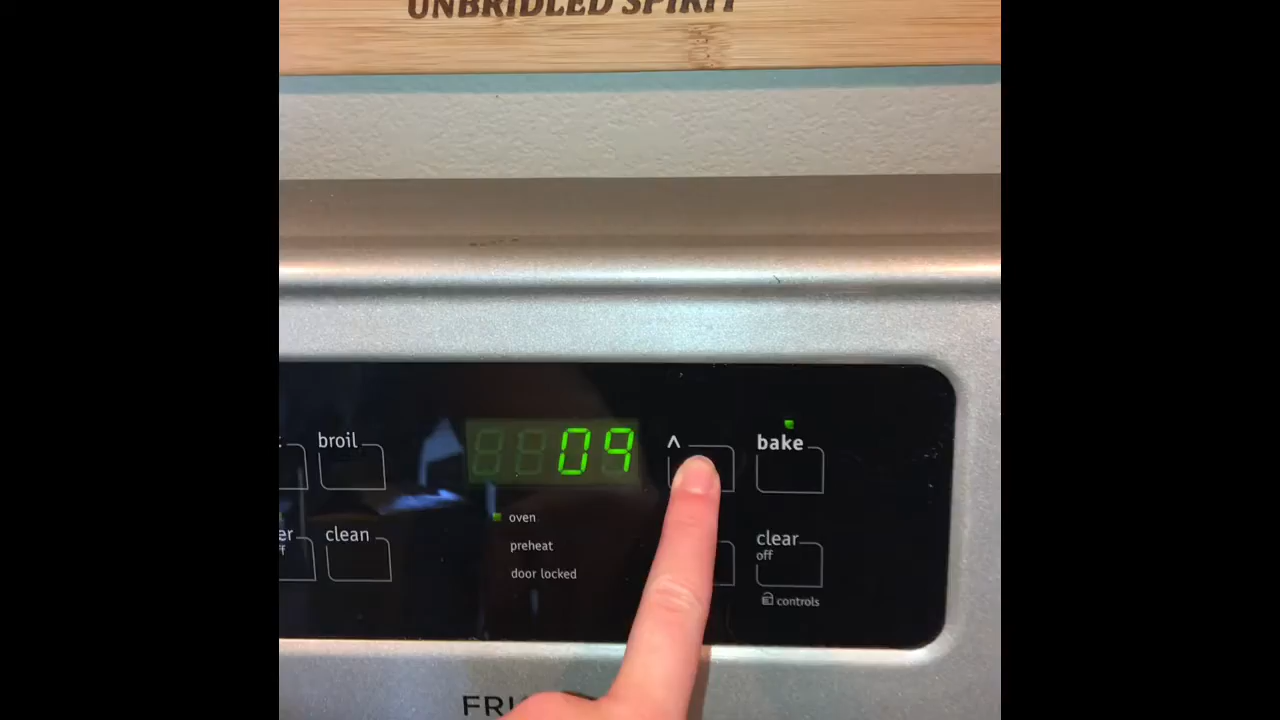 UNBRIDLED SPIRIT
broil
09
^
bake
oven
clean
preheat
clear
off
door locked
controls
FRI